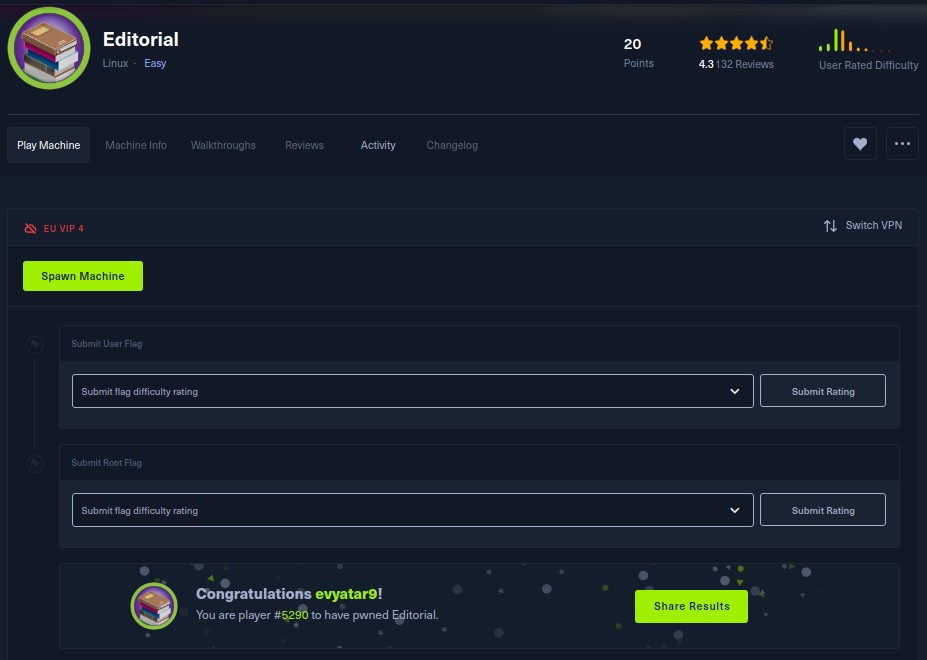 Editorial
Linux · Easy
20
Points
4.3 132 Reviews
User Rated Difficulty
Play Machine
Machine Info
Walkthroughs
Reviews
Activity
Changelog
EU VIP 4
Switch VPN
Spawn Machine
Submit User Flag
Submit flag difficulty rating
Submit Rating
Submit Root Flag
Submit flag difficulty rating
Submit Rating
Congratulations evyatar9!
You are player #5290 to have pwned Editorial.
Share Results